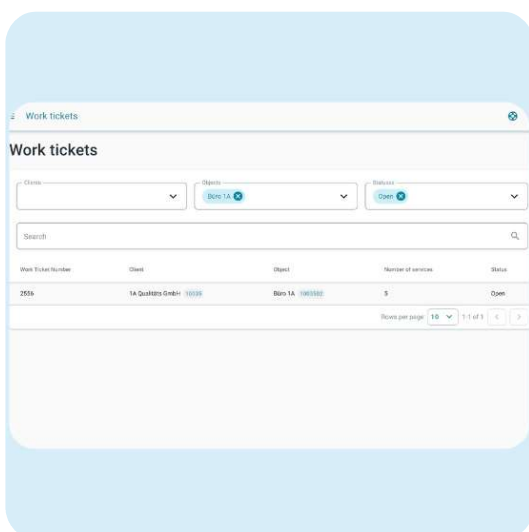 Work tickets
Work tickets
Clients
Objects
Statuses
Büro 1A
Open
Search
Work Ticket Number Client Object Number of services Status
2556 1A Qualitäts GmbH Büro 1A 5 Open
Rows per page: 10 1-1 of 1